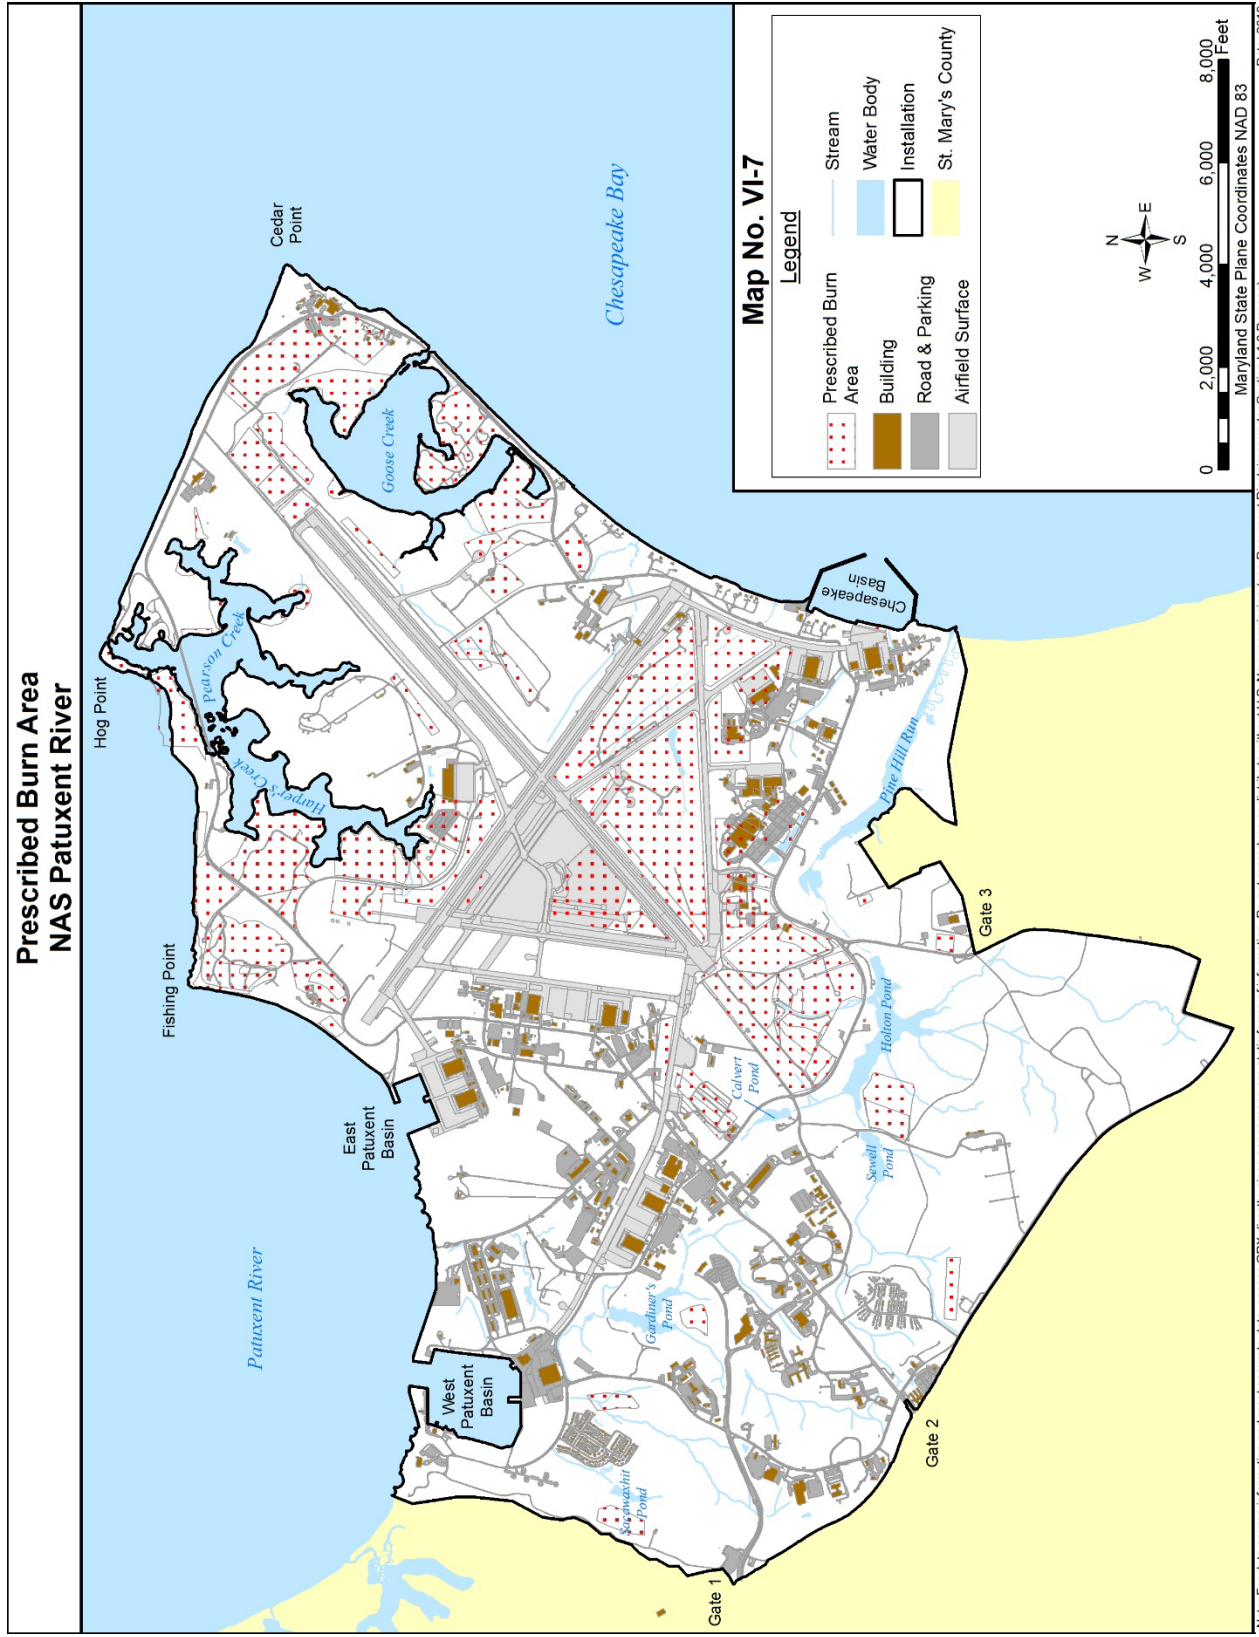 Prescribed Burn Area
NAS Patuxent River
Hog Point
Cedar
Point
Fishing Point
Pearson Creek
Harper's Creek
Goose Creek
Chesapeake Bay
East
Patuxent
Basin
Patuxent River
West
Patuxent
Basin
Chesapeake
Basin
Pine Hill Run
Gate 3
Holton Pond
Calvert
Pond
Sewell
Pond
Gardiner's
Pond
Sacawaxhit
Pond
Gate 2
Gate 1
Map No. VI-7
Legend
Prescribed Burn
Area
Building
Road & Parking
Airfield Surface
Stream
Water Body
Installation
St. Mary's County
N
W
E
S
0
2,000
4,000
6,000
8,000
Feet
Maryland State Plane Coordinates NAD 83